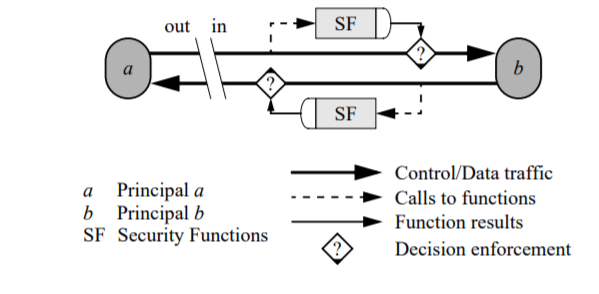 out in
SF
?
a
b
?
SF
a Principal a
b Principal b
SF Security Functions
Control/Data traffic
Calls to functions
Function results
? Decision enforcement